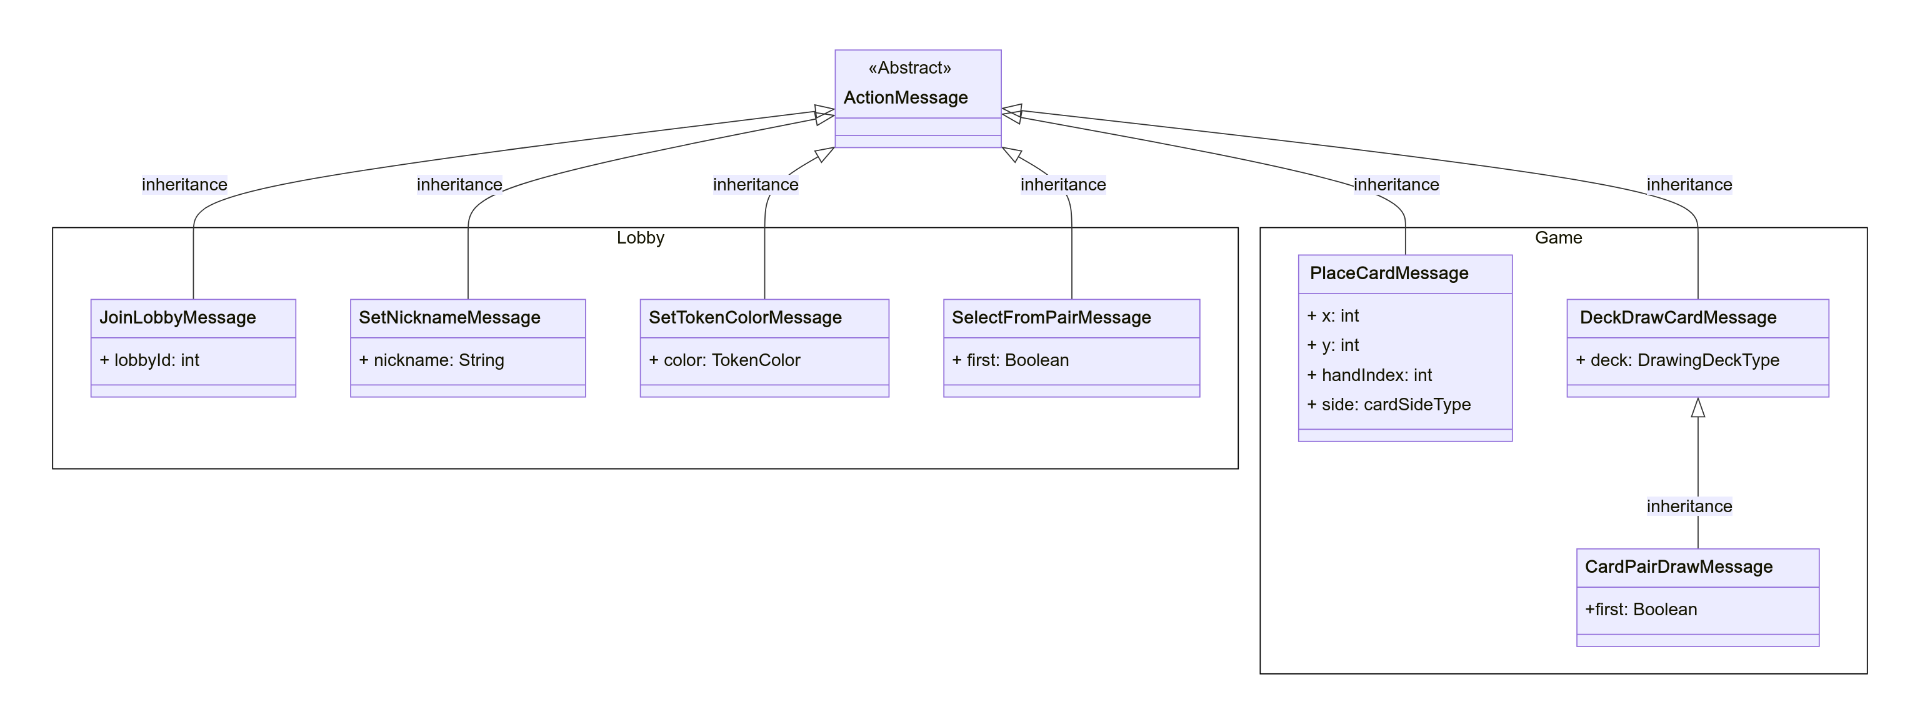 «Abstract»
ActionMessage
inheritance
inheritance
inheritance
inheritance
inheritance
inheritance
Lobby
JoinLobbyMessage
+ lobbyId: int
SetNicknameMessage
+ nickname: String
SetTokenColorMessage
+ color: TokenColor
SelectFromPairMessage
+ first: Boolean
Game
PlaceCardMessage
+ x: int
+ y: int
+ handIndex: int
+ side: cardSideType
DeckDrawCardMessage
+ deck: DrawingDeckType
inheritance
CardPairDrawMessage
+first: Boolean